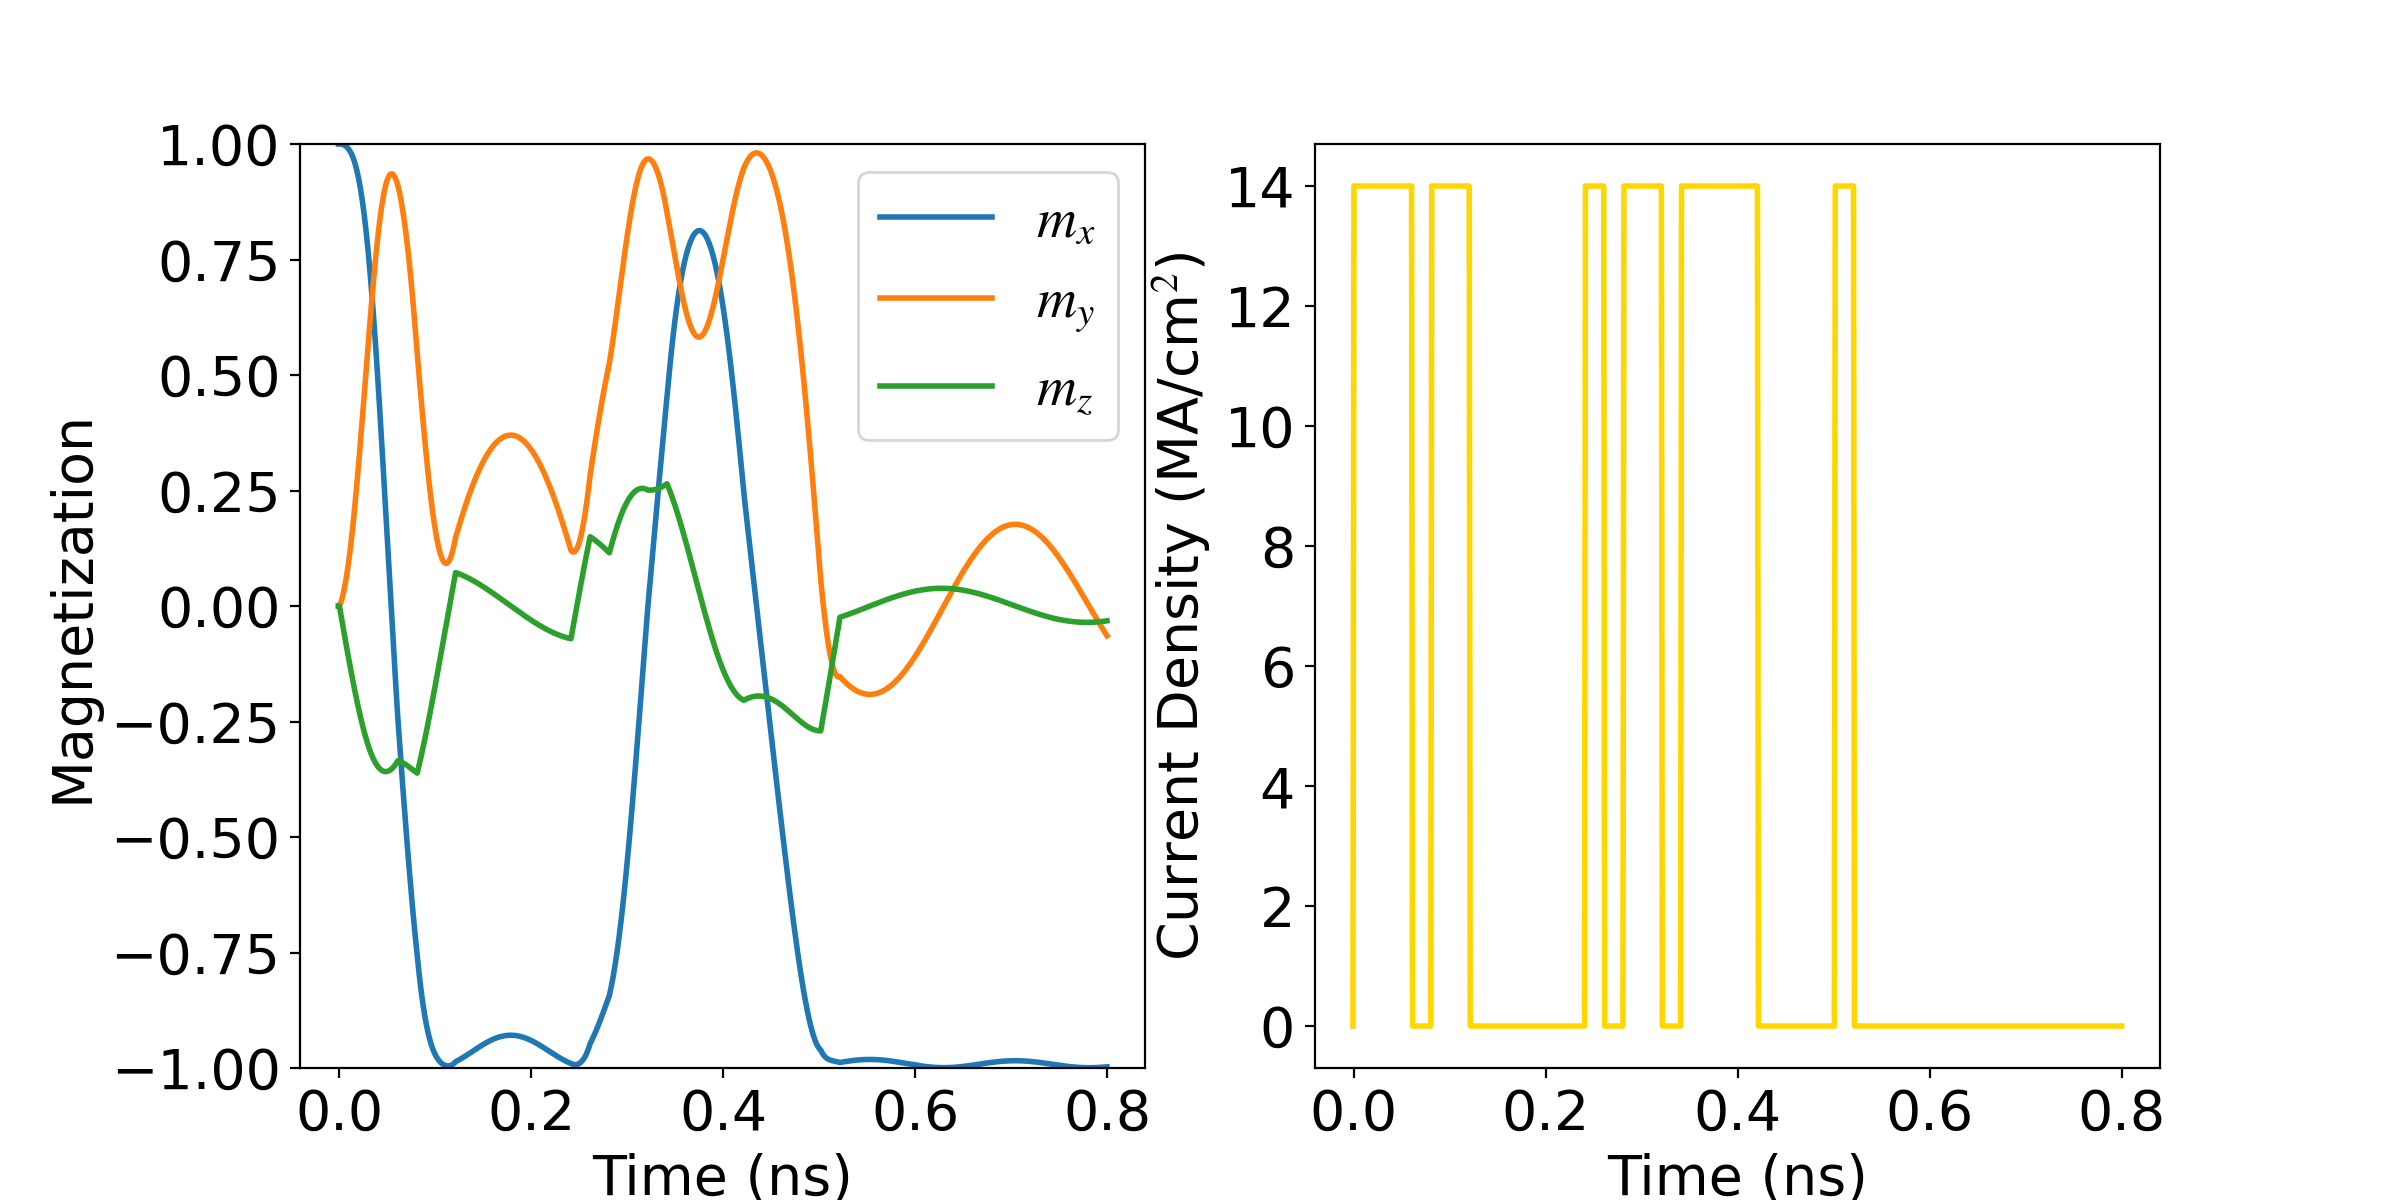 Magnetization
1.00
0.75
0.50
0.25
0.00
−0.25
−0.50
−0.75
−1.00
0.0 0.2 0.4 0.6 0.8
Time (ns)
m_x
m_y
m_z
Current Density (MA/cm²)
14
12
10
8
6
4
2
0
0.0 0.2 0.4 0.6 0.8
Time (ns)